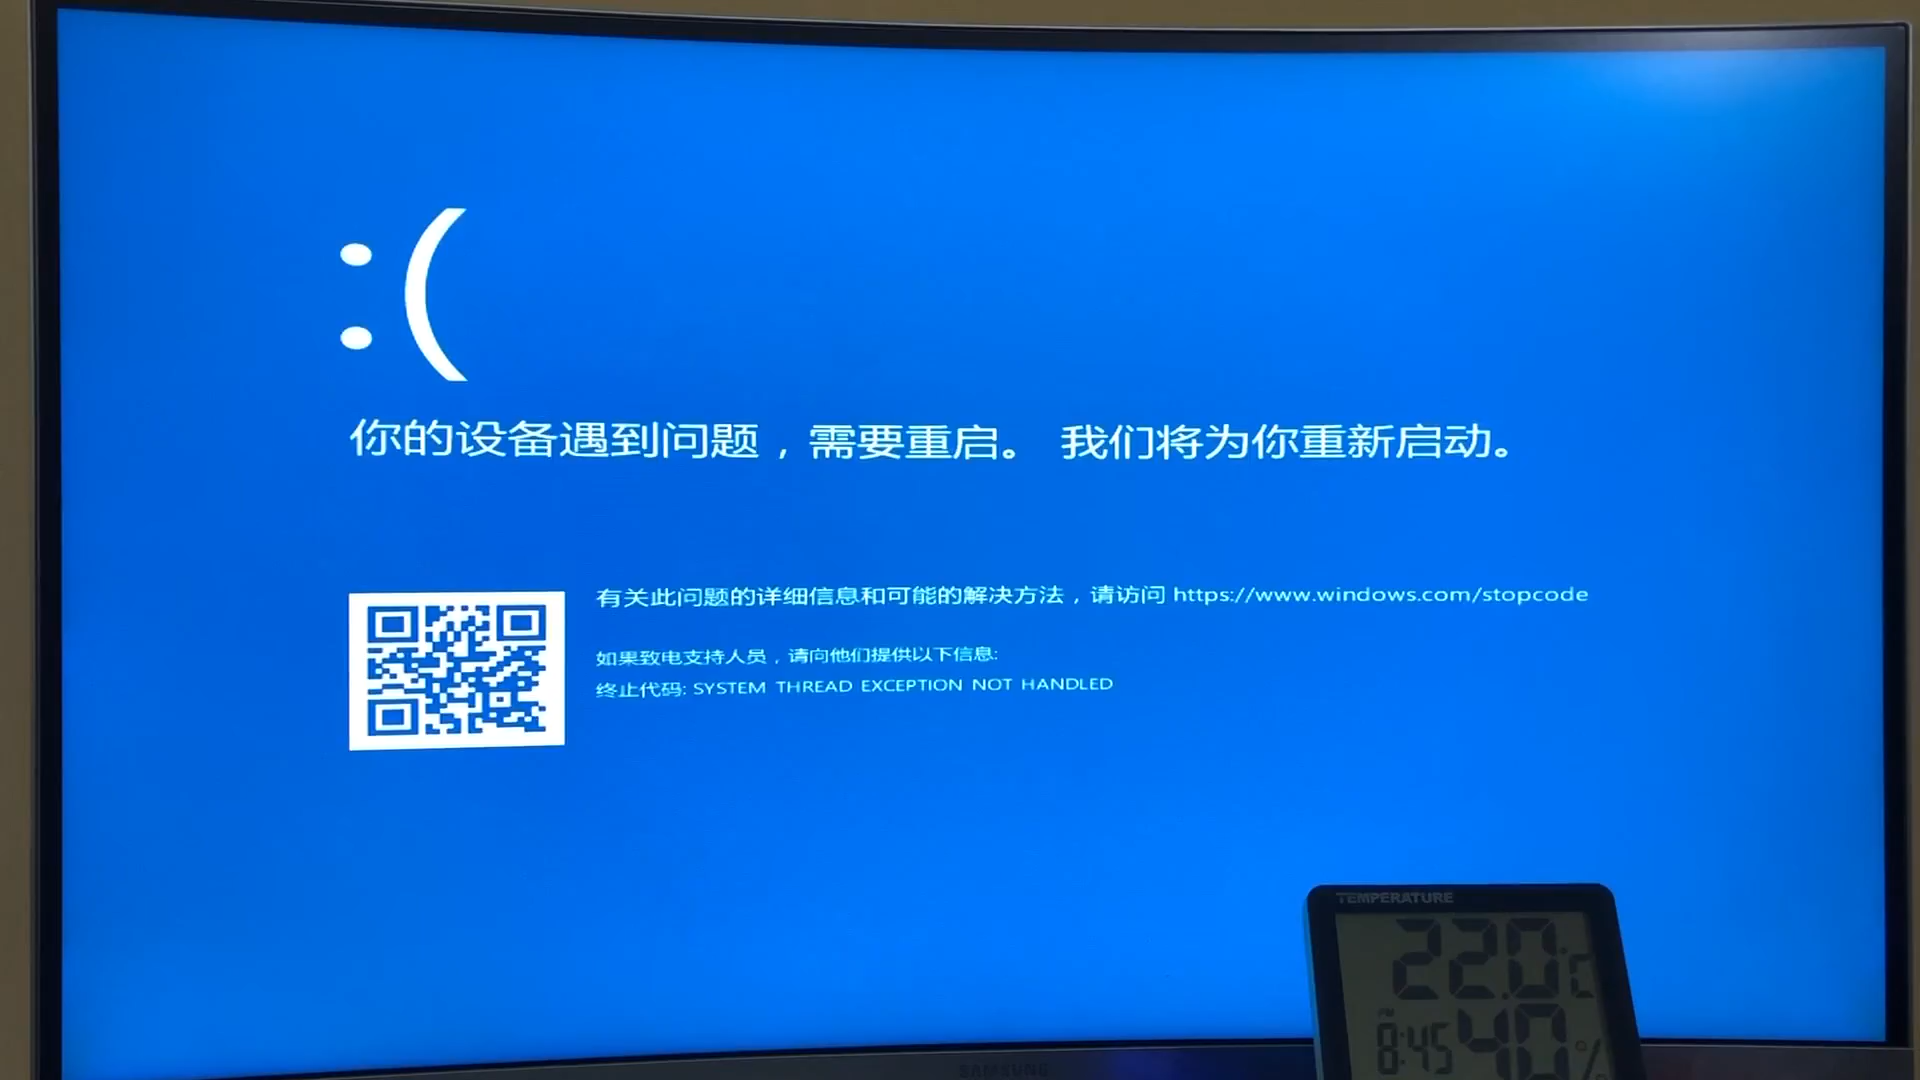 :(
你的设备遇到问题，需要重启。 我们将为你重新启动。
有关此问题的详细信息和可能的解决方法，请访问 https://www.windows.com/stopcode
如果致电支持人员，请向他们提供以下信息:
终止代码: SYSTEM THREAD EXCEPTION NOT HANDLED
TEMPERATURE
22.0°C
8:45 40%
SAMSUNG